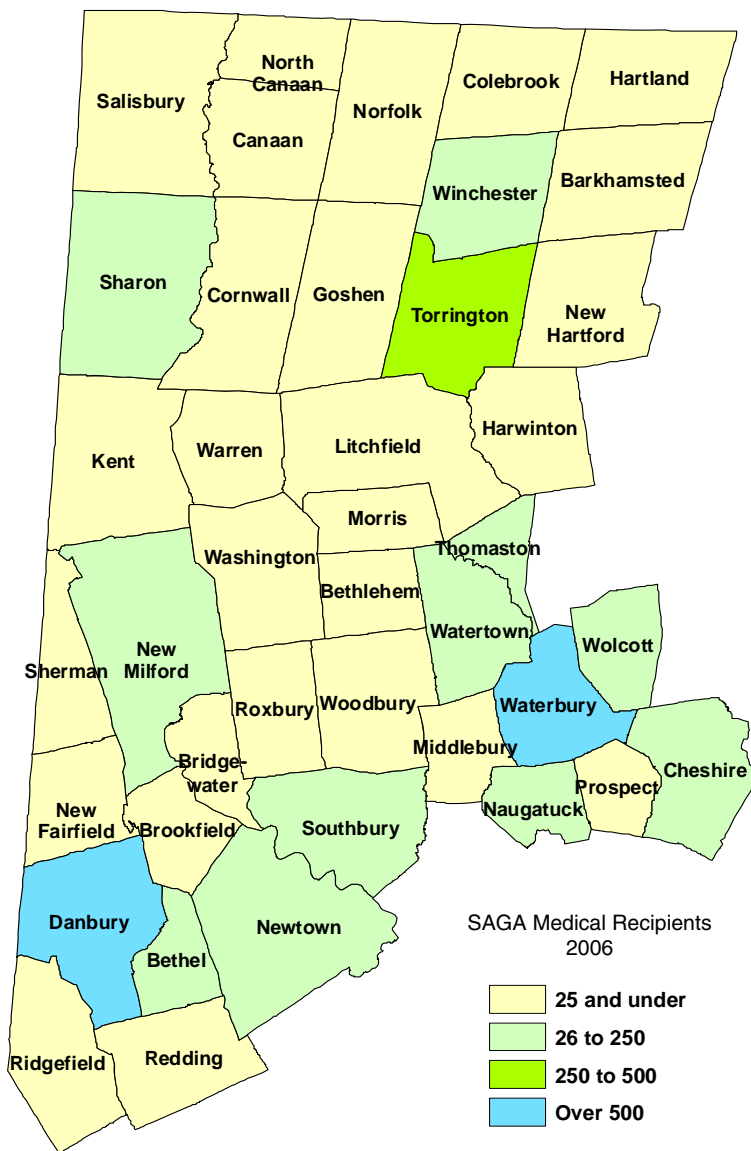 North
Canaan
Colebrook
Hartland
Salisbury
Norfolk
Canaan
Barkhamsted
Winchester
Sharon
Cornwall
Goshen
Torrington
New
Hartford
Harwinton
Litchfield
Warren
Kent
Morris
Thomaston
Washington
Bethlehem
Watertown
Wolcott
New
Milford
Sherman
Woodbury
Roxbury
Waterbury
Middlebury
Bridge-
water
Cheshire
Prospect
Naugatuck
New
Fairfield
Brookfield
Southbury
Danbury
Newtown
Bethel
Redding
Ridgefield
SAGA Medical Recipients
2006
25 and under
26 to 250
250 to 500
Over 500